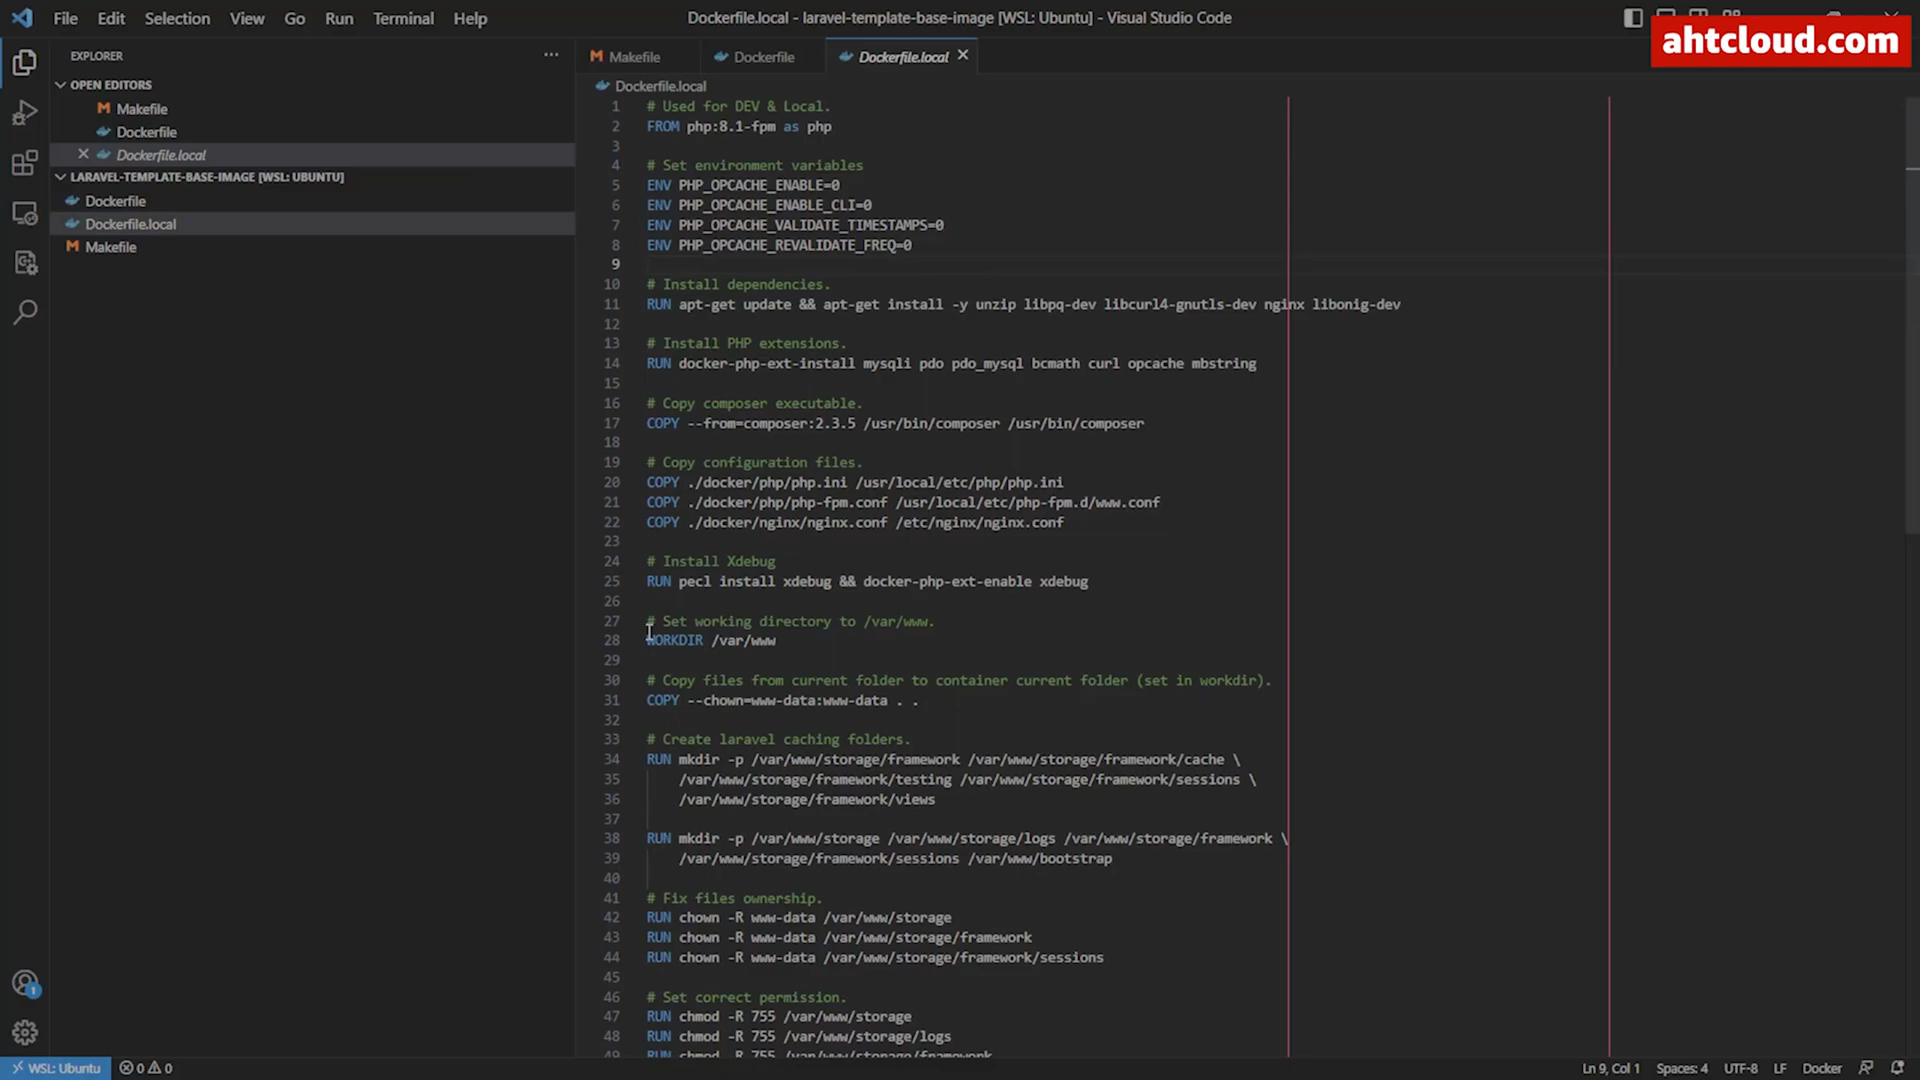 File Edit Selection View Go Run Terminal Help
Dockerfile.local - laravel-template-base-image [WSL: Ubuntu] - Visual Studio Code
ahtcloud.com
EXPLORER
OPEN EDITORS
Makefile
Dockerfile
Dockerfile.local
LARAVEL-TEMPLATE-BASE-IMAGE [WSL: UBUNTU]
Dockerfile
Dockerfile.local
Makefile
Makefile Dockerfile Dockerfile.local
Dockerfile.local
1 # Used for DEV & Local.
2 FROM php:8.1-fpm as php
3
4 # Set environment variables
5 ENV PHP_OPCACHE_ENABLE=0
6 ENV PHP_OPCACHE_ENABLE_CLI=0
7 ENV PHP_OPCACHE_VALIDATE_TIMESTAMPS=0
8 ENV PHP_OPCACHE_REVALIDATE_FREQ=0
9
10 # Install dependencies.
11 RUN apt-get update && apt-get install -y unzip libpq-dev libcurl4-gnutls-dev nginx libonig-dev
12
13 # Install PHP extensions.
14 RUN docker-php-ext-install mysqli pdo pdo_mysql bcmath curl opcache mbstring
15
16 # Copy composer executable.
17 COPY --from=composer:2.3.5 /usr/bin/composer /usr/bin/composer
18
19 # Copy configuration files.
20 COPY ./docker/php/php.ini /usr/local/etc/php/php.ini
21 COPY ./docker/php/php-fpm.conf /usr/local/etc/php-fpm.d/www.conf
22 COPY ./docker/nginx/nginx.conf /etc/nginx/nginx.conf
23
24 # Install Xdebug
25 RUN pecl install xdebug && docker-php-ext-enable xdebug
26
27 # Set working directory to /var/www.
28 WORKDIR /var/www
29
30 # Copy files from current folder to container current folder (set in workdir).
31 COPY --chown=www-data:www-data . .
32
33 # Create laravel caching folders.
34 RUN mkdir -p /var/www/storage/framework /var/www/storage/framework/cache \
35 /var/www/storage/framework/testing /var/www/storage/framework/sessions \
36 /var/www/storage/framework/views
37
38 RUN mkdir -p /var/www/storage /var/www/storage/logs /var/www/storage/framework \
39 /var/www/storage/framework/sessions /var/www/bootstrap
40
41 # Fix files ownership.
42 RUN chown -R www-data /var/www/storage
43 RUN chown -R www-data /var/www/storage/framework
44 RUN chown -R www-data /var/www/storage/framework/sessions
45
46 # Set correct permission.
47 RUN chmod -R 755 /var/www/storage
48 RUN chmod -R 755 /var/www/storage/logs
49 RUN chmod -R 755 /var/www/storage/framework
1
WSL: Ubuntu 0 0 Ln 9, Col 1 Spaces: 4 UTF-8 LF Docker